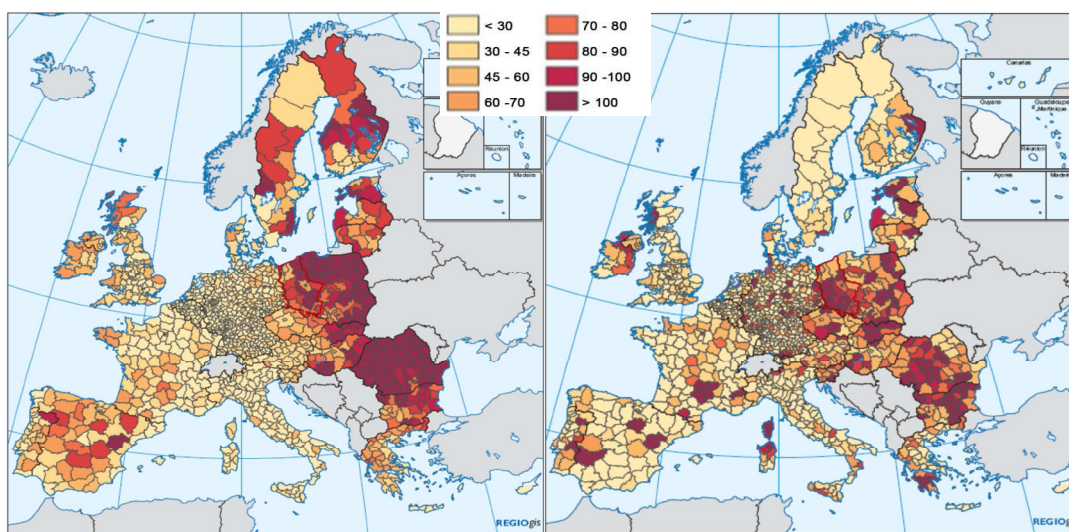 < 30
30 - 45
45 - 60
60 - 70
70 - 80
80 - 90
90 -100
> 100
Réunion
Açores
Madeira
REGIOgis
Canarias
Guyane
Guadeloupe
Martinique
Réunion
Açores
Madeira
REGIOgis